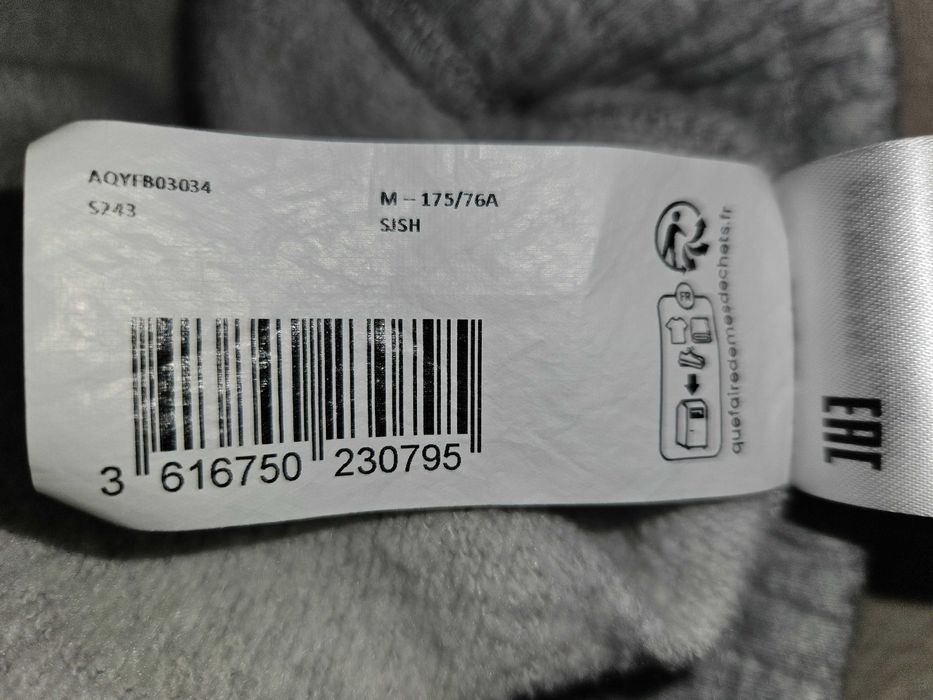 AQYFB03034
S243
M – 175/76A
SJSH
3 616750 230795
FR
quefairedemesdechets.fr
EAC